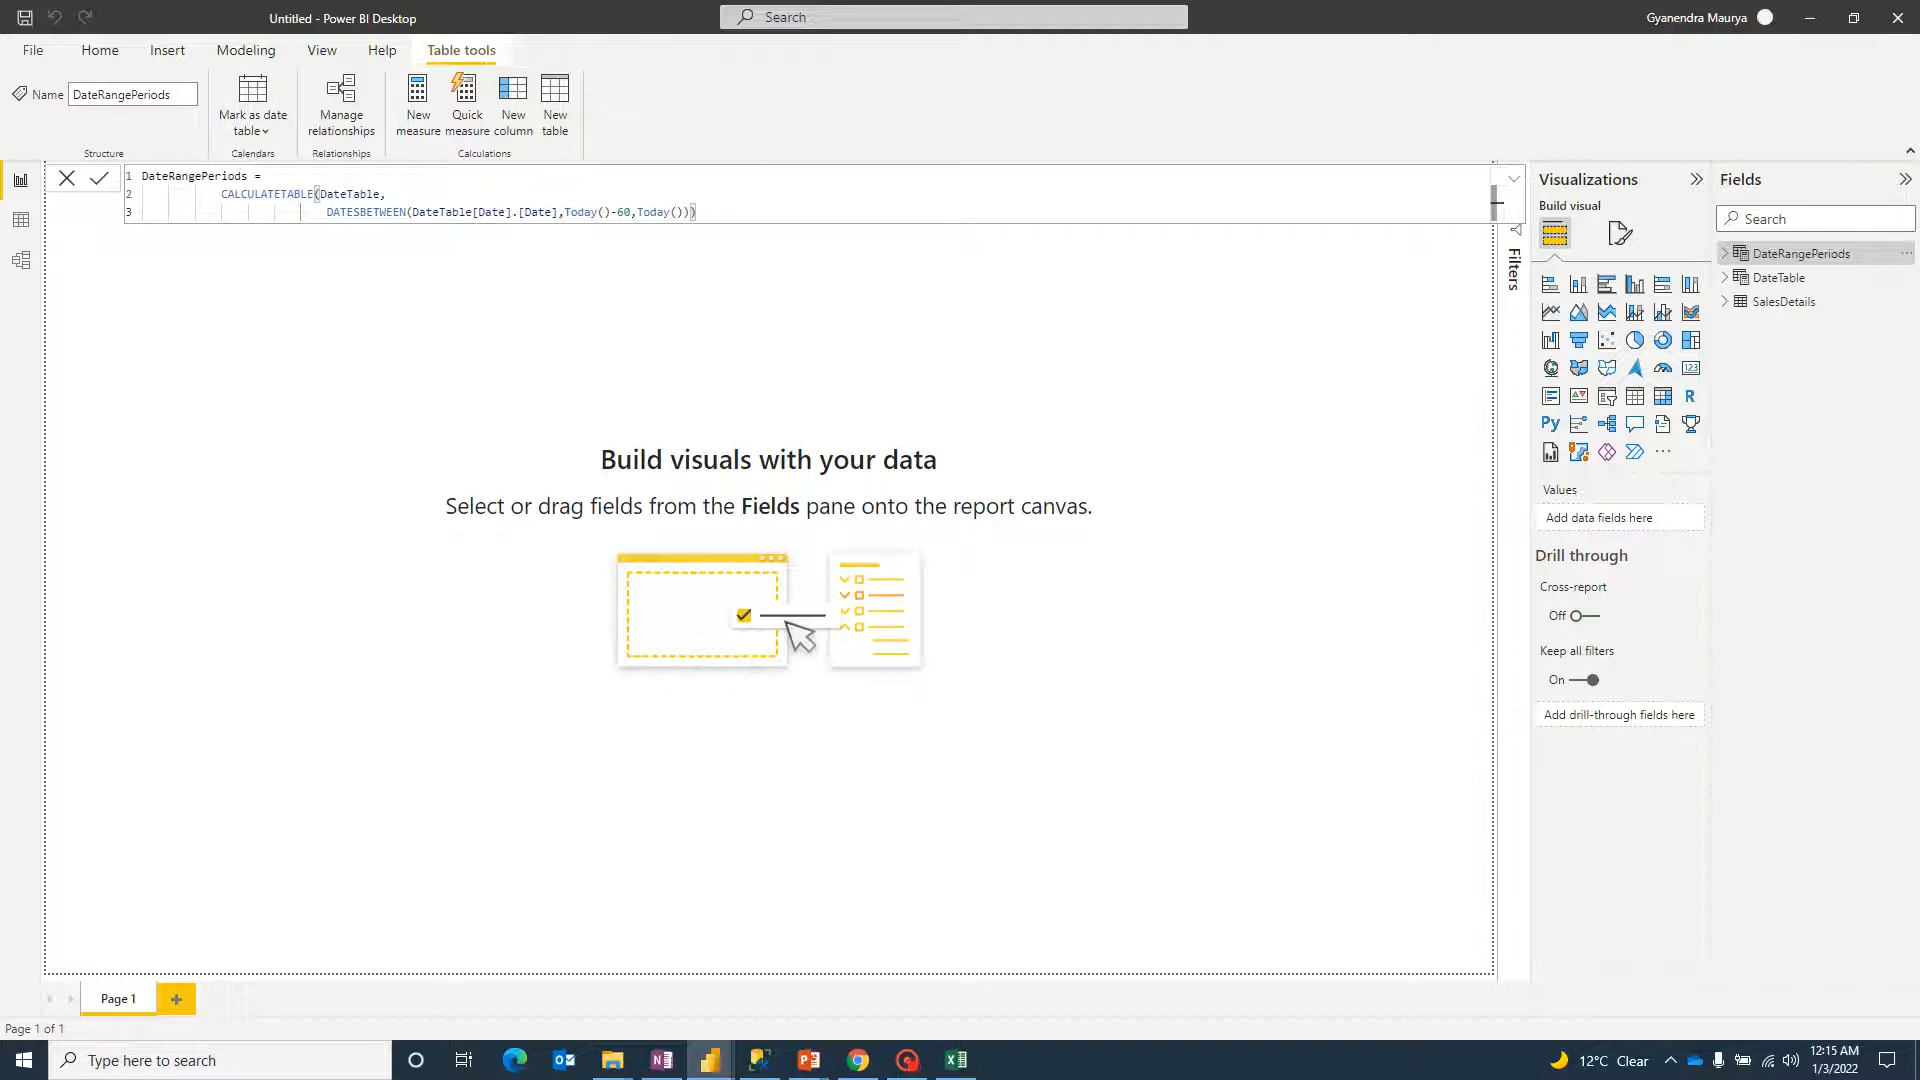 Untitled - Power BI Desktop
Search
Gyanendra Maurya
File
Home
Insert
Modeling
View
Help
Table tools
Name
DateRangePeriods
Mark as date
table
Manage
relationships
New
measure
Quick
measure
New
column
New
table
Structure
Calendars
Relationships
Calculations
1 DateRangePeriods =
2 CALCULATETABLE(DateTable,
3 DATESBETWEEN(DateTable[Date].[Date],Today()-60,Today()))
Filters
Build visuals with your data
Select or drag fields from the Fields pane onto the report canvas.
Visualizations
Build visual
123
R
Py
Values
Add data fields here
Drill through
Cross-report
Off
Keep all filters
On
Add drill-through fields here
Fields
Search
DateRangePeriods
DateTable
SalesDetails
Page 1
Page 1 of 1
Type here to search
12°C Clear
12:15 AM
1/3/2022